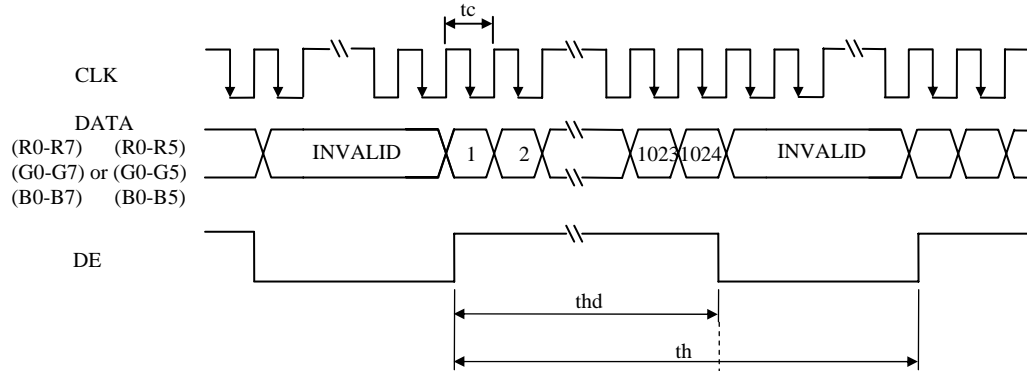 tc
CLK
DATA
(R0-R7) (R0-R5)
(G0-G7) or (G0-G5)
(B0-B7) (B0-B5)
INVALID 1 2 1023 1024 INVALID
DE
thd
th